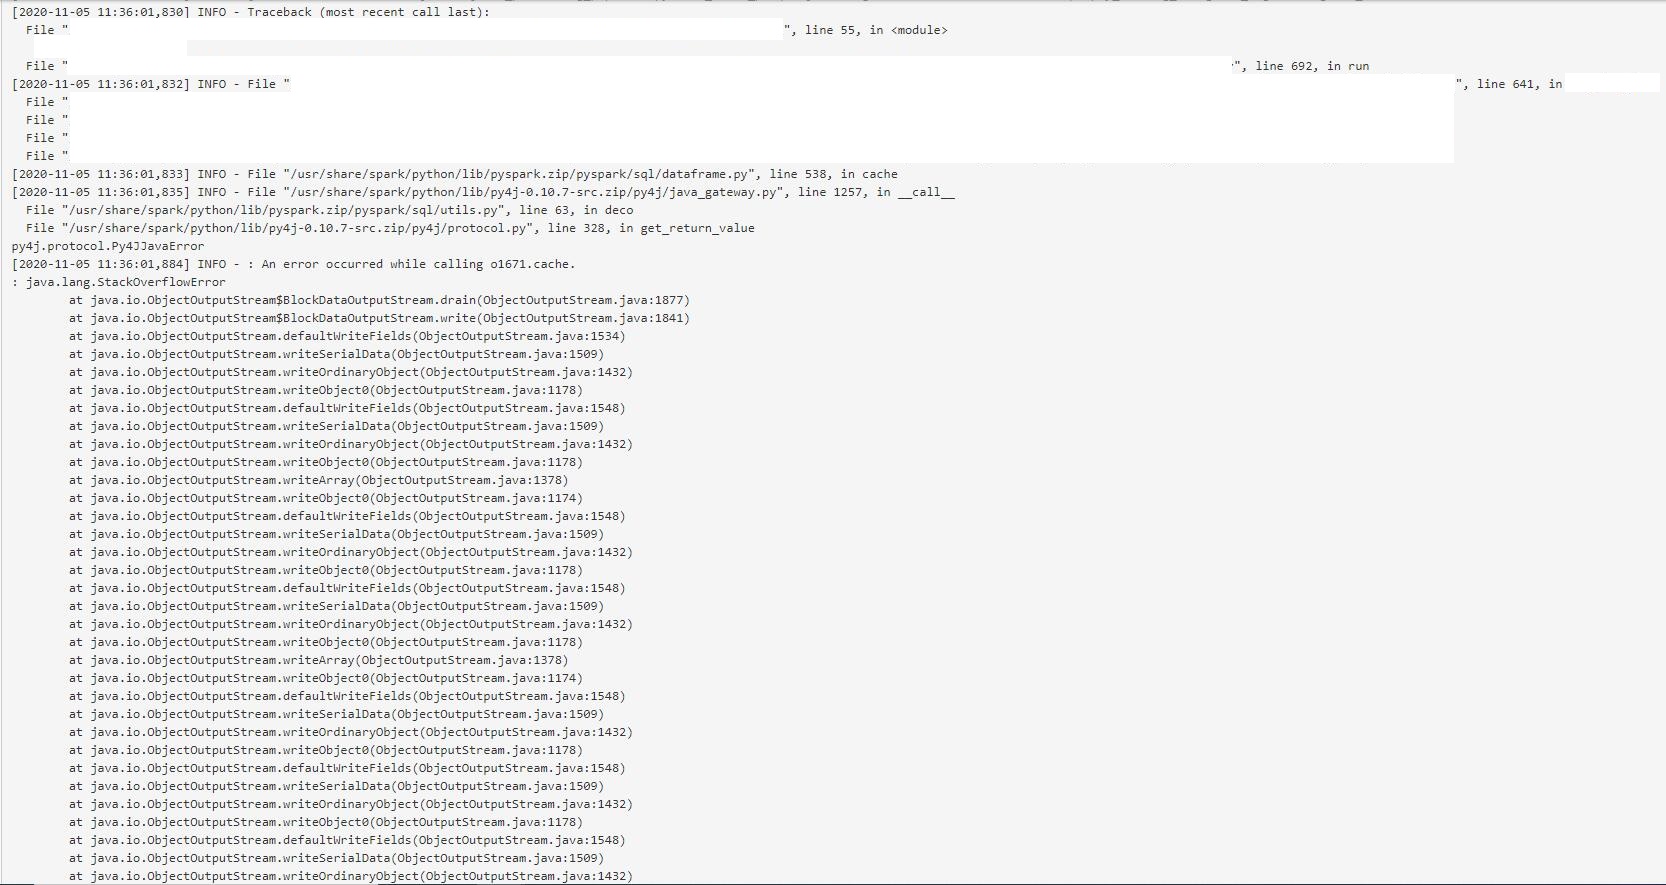 [2020-11-05 11:36:01,830] INFO - Traceback (most recent call last):
  File "", line 55, in <module>
  File "", line 692, in run
[2020-11-05 11:36:01,832] INFO - File "", line 641, in
  File "
  File "
  File "
  File "
[2020-11-05 11:36:01,833] INFO - File "/usr/share/spark/python/lib/pyspark.zip/pyspark/sql/dataframe.py", line 538, in cache
[2020-11-05 11:36:01,835] INFO - File "/usr/share/spark/python/lib/py4j-0.10.7-src.zip/py4j/java_gateway.py", line 1257, in __call__
  File "/usr/share/spark/python/lib/pyspark.zip/pyspark/sql/utils.py", line 63, in deco
  File "/usr/share/spark/python/lib/py4j-0.10.7-src.zip/py4j/protocol.py", line 328, in get_return_value
py4j.protocol.Py4JJavaError
[2020-11-05 11:36:01,884] INFO - : An error occurred while calling o1671.cache.
: java.lang.StackOverflowError
        at java.io.ObjectOutputStream$BlockDataOutputStream.drain(ObjectOutputStream.java:1877)
        at java.io.ObjectOutputStream$BlockDataOutputStream.write(ObjectOutputStream.java:1841)
        at java.io.ObjectOutputStream.defaultWriteFields(ObjectOutputStream.java:1534)
        at java.io.ObjectOutputStream.writeSerialData(ObjectOutputStream.java:1509)
        at java.io.ObjectOutputStream.writeOrdinaryObject(ObjectOutputStream.java:1432)
        at java.io.ObjectOutputStream.writeObject0(ObjectOutputStream.java:1178)
        at java.io.ObjectOutputStream.defaultWriteFields(ObjectOutputStream.java:1548)
        at java.io.ObjectOutputStream.writeSerialData(ObjectOutputStream.java:1509)
        at java.io.ObjectOutputStream.writeOrdinaryObject(ObjectOutputStream.java:1432)
        at java.io.ObjectOutputStream.writeObject0(ObjectOutputStream.java:1178)
        at java.io.ObjectOutputStream.writeArray(ObjectOutputStream.java:1378)
        at java.io.ObjectOutputStream.writeObject0(ObjectOutputStream.java:1174)
        at java.io.ObjectOutputStream.defaultWriteFields(ObjectOutputStream.java:1548)
        at java.io.ObjectOutputStream.writeSerialData(ObjectOutputStream.java:1509)
        at java.io.ObjectOutputStream.writeOrdinaryObject(ObjectOutputStream.java:1432)
        at java.io.ObjectOutputStream.writeObject0(ObjectOutputStream.java:1178)
        at java.io.ObjectOutputStream.defaultWriteFields(ObjectOutputStream.java:1548)
        at java.io.ObjectOutputStream.writeSerialData(ObjectOutputStream.java:1509)
        at java.io.ObjectOutputStream.writeOrdinaryObject(ObjectOutputStream.java:1432)
        at java.io.ObjectOutputStream.writeObject0(ObjectOutputStream.java:1178)
        at java.io.ObjectOutputStream.writeArray(ObjectOutputStream.java:1378)
        at java.io.ObjectOutputStream.writeObject0(ObjectOutputStream.java:1174)
        at java.io.ObjectOutputStream.defaultWriteFields(ObjectOutputStream.java:1548)
        at java.io.ObjectOutputStream.writeSerialData(ObjectOutputStream.java:1509)
        at java.io.ObjectOutputStream.writeOrdinaryObject(ObjectOutputStream.java:1432)
        at java.io.ObjectOutputStream.writeObject0(ObjectOutputStream.java:1178)
        at java.io.ObjectOutputStream.defaultWriteFields(ObjectOutputStream.java:1548)
        at java.io.ObjectOutputStream.writeSerialData(ObjectOutputStream.java:1509)
        at java.io.ObjectOutputStream.writeOrdinaryObject(ObjectOutputStream.java:1432)
        at java.io.ObjectOutputStream.writeObject0(ObjectOutputStream.java:1178)
        at java.io.ObjectOutputStream.defaultWriteFields(ObjectOutputStream.java:1548)
        at java.io.ObjectOutputStream.writeSerialData(ObjectOutputStream.java:1509)
        at java.io.ObjectOutputStream.writeOrdinaryObject(ObjectOutputStream.java:1432)